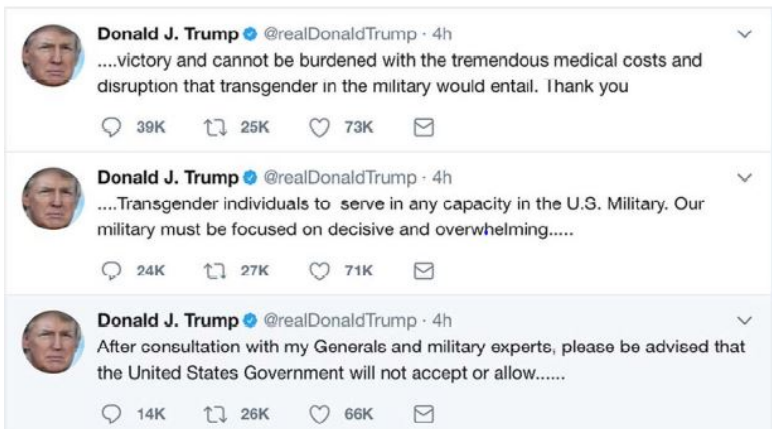 Donald J. Trump @realDonaldTrump · 4h
....victory and cannot be burdened with the tremendous medical costs and
disruption that transgender in the military would entail. Thank you
39K 25K 73K
Donald J. Trump @realDonaldTrump · 4h
....Transgender individuals to serve in any capacity in the U.S. Military. Our
military must be focused on decisive and overwhelming.....
24K 27K 71K
Donald J. Trump @realDonaldTrump · 4h
After consultation with my Generals and military experts, please be advised that
the United States Government will not accept or allow......
14K 26K 66K